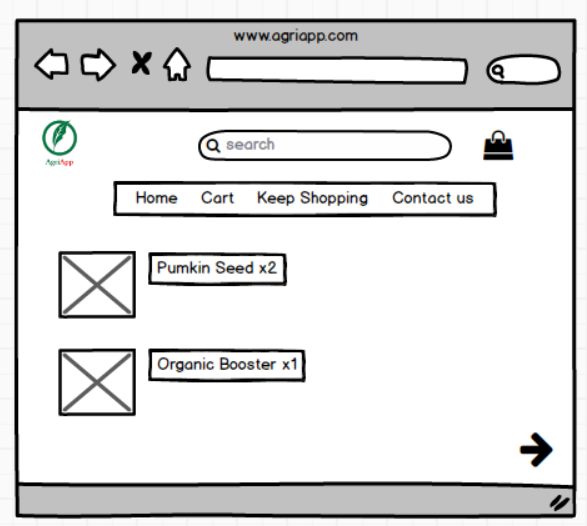 www.agriapp.com
search
AgriApp
Home Cart Keep Shopping Contact us
Pumkin Seed x2
Organic Booster x1